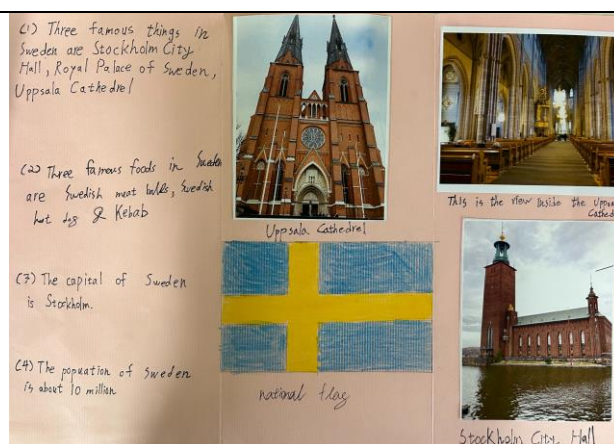 (1) Three famous things in
Sweden are Stockholm City
Hall, Royal Palace of Sweden,
Uppsala Cathedrel
(2) Three famous foods in Sweden
are Swedish meat balls, Swedish
hot dog & Kebab
(3) The capital of Sweden
is Stockholm.
(4) The popuation of Sweden
is about 10 million
Uppsala Cathedrel
national flag
This is the view inside the Uppsa
Cathed
Stockholm City Hall